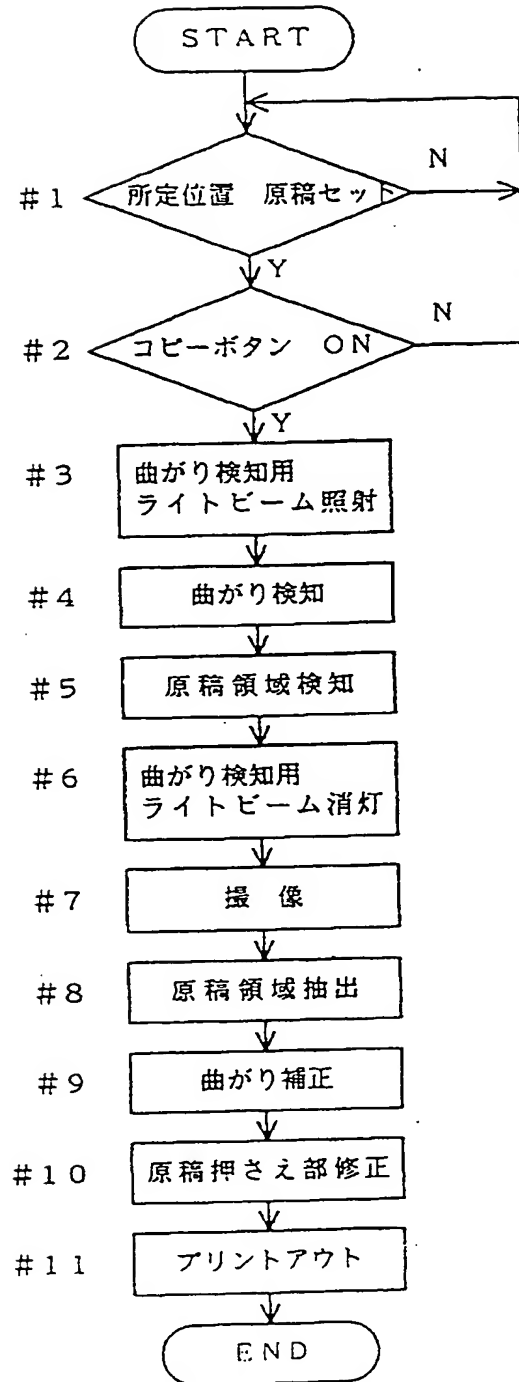 START
N
#1 所定位置 原稿セット
Y
N
#2 コピーボタン ON
Y
#3 曲がり検知用
ライトビーム照射
#4 曲がり検知
#5 原稿領域検知
#6 曲がり検知用
ライトビーム消灯
#7 撮像
#8 原稿領域抽出
#9 曲がり補正
#10 原稿押さえ部修正
#11 プリントアウト
END